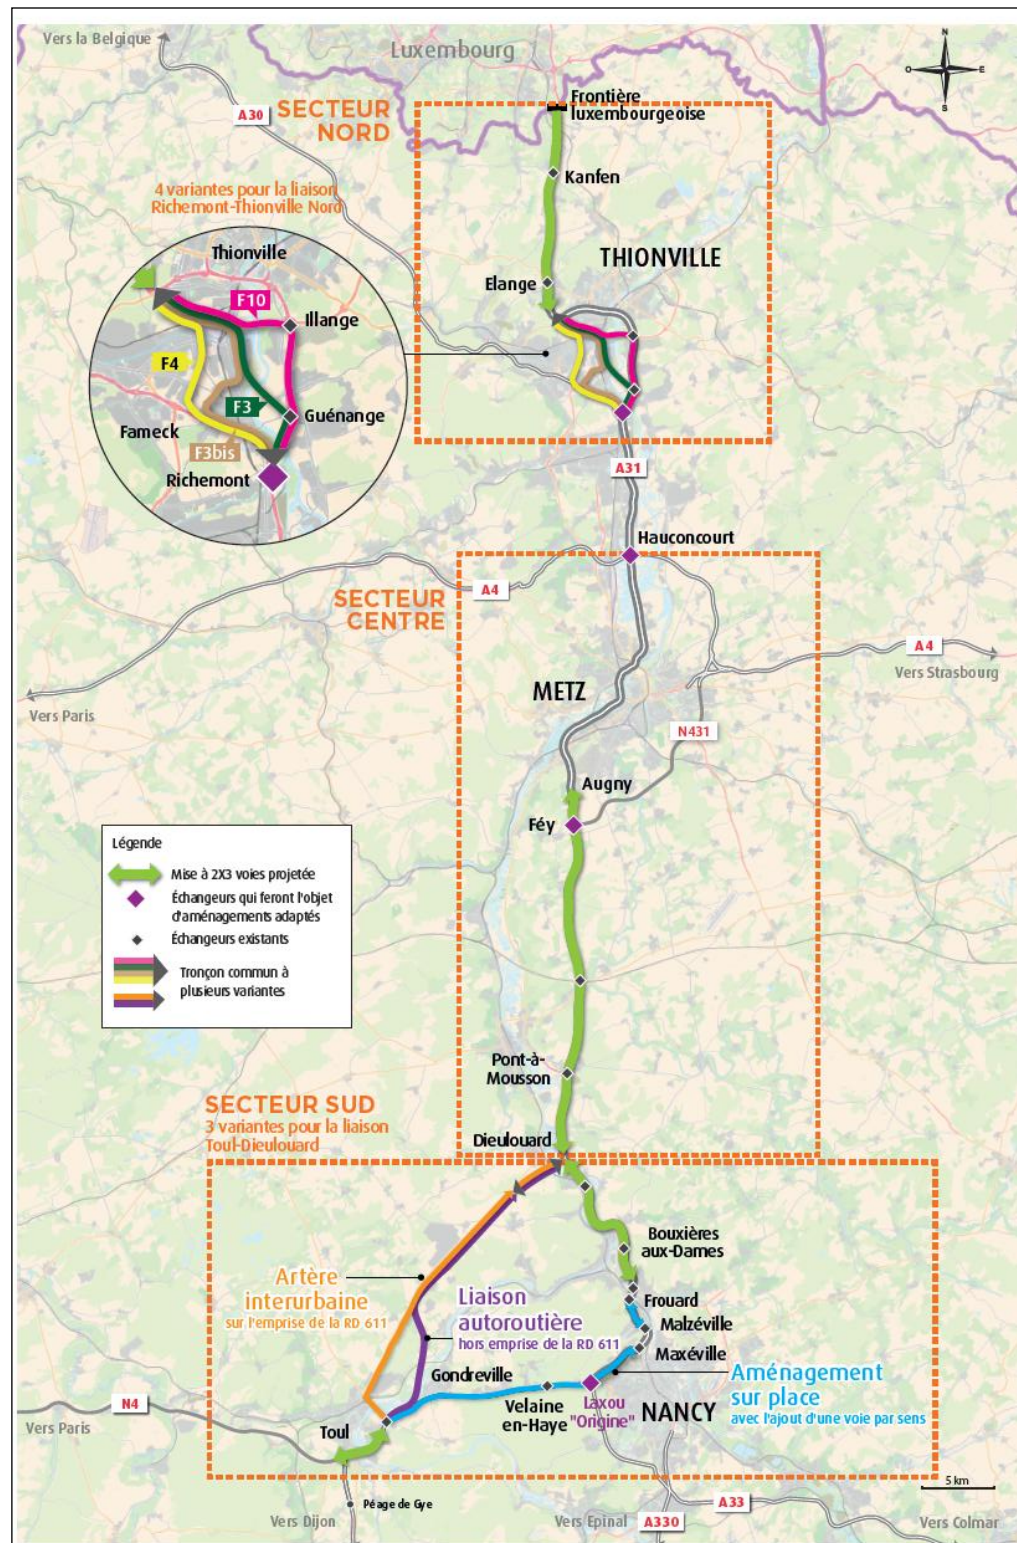 Vers la Belgique
Luxembourg
N
O
E
S
A30
SECTEUR
NORD
Frontière
luxembourgeoise
Kanfen
4 variantes pour la liaison
Richemont-Thionville Nord
Thionville
F10
Illange
F4
F3
Guénange
Fameck
F3bis
Richemont
THIONVILLE
Elange
A31
Hauconcourt
A4
SECTEUR
CENTRE
A4
Vers Strasbourg
Vers Paris
METZ
N431
Augny
Féy
Légende
Mise à 2X3 voies projetée
Échangeurs qui feront l'objet
d'aménagements adaptés
Échangeurs existants
Tronçon commun à
plusieurs variantes
Pont-à-
Mousson
SECTEUR SUD
3 variantes pour la liaison
Toul-Dieulouard
Dieulouard
Bouxières
aux-Dames
Artère
interurbaine
sur l'emprise de la RD 611
Liaison
autoroutière
hors emprise de la RD 611
Frouard
Malzéville
Maxéville
Gondreville
Aménagement
sur place
avec l'ajout d'une voie par sens
N4
Vers Paris
Toul
Velaine
en-Haye
Laxou
"Origine"
NANCY
5 km
Péage de Gye
Vers Dijon
Vers Epinal
A330
A33
Vers Colmar